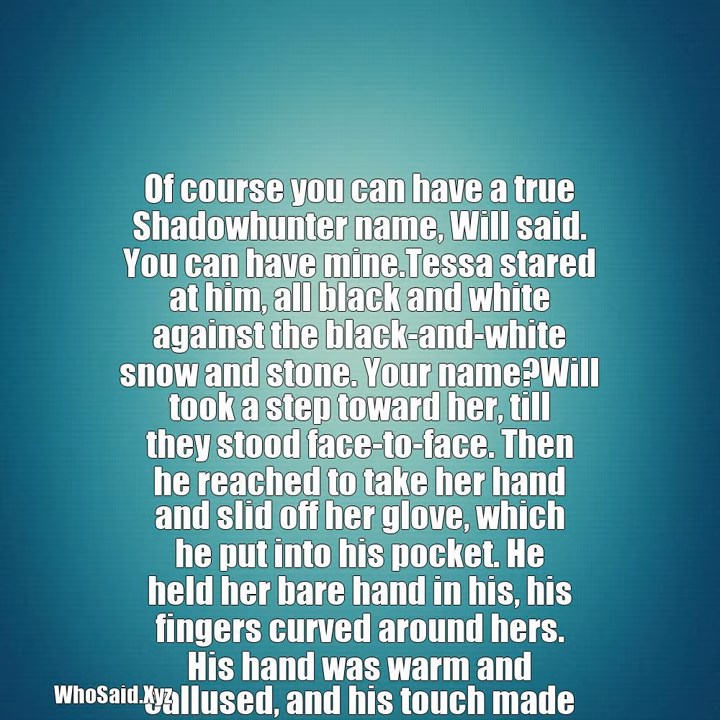 Of course you can have a true
Shadowhunter name, Will said.
You can have mine.Tessa stared
at him, all black and white
against the black-and-white
snow and stone. Your name?Will
took a step toward her, till
they stood face-to-face. Then
he reached to take her hand
and slid off her glove, which
he put into his pocket. He
held her bare hand in his, his
fingers curved around hers.
His hand was warm and
callused, and his touch made
WhoSaid.Xyz